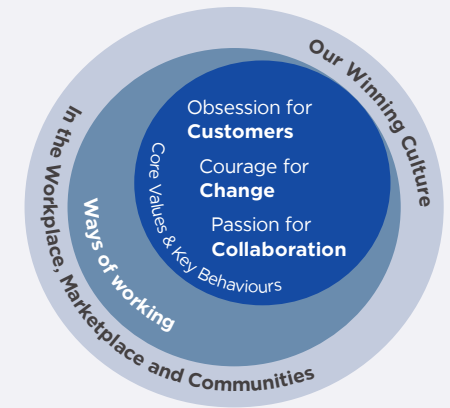 Our Winning Culture
Obsession for
Customers
Courage for
Change
Passion for
Collaboration
Core Values & Key Behaviours
Ways of working
In the Workplace, Marketplace and Communities